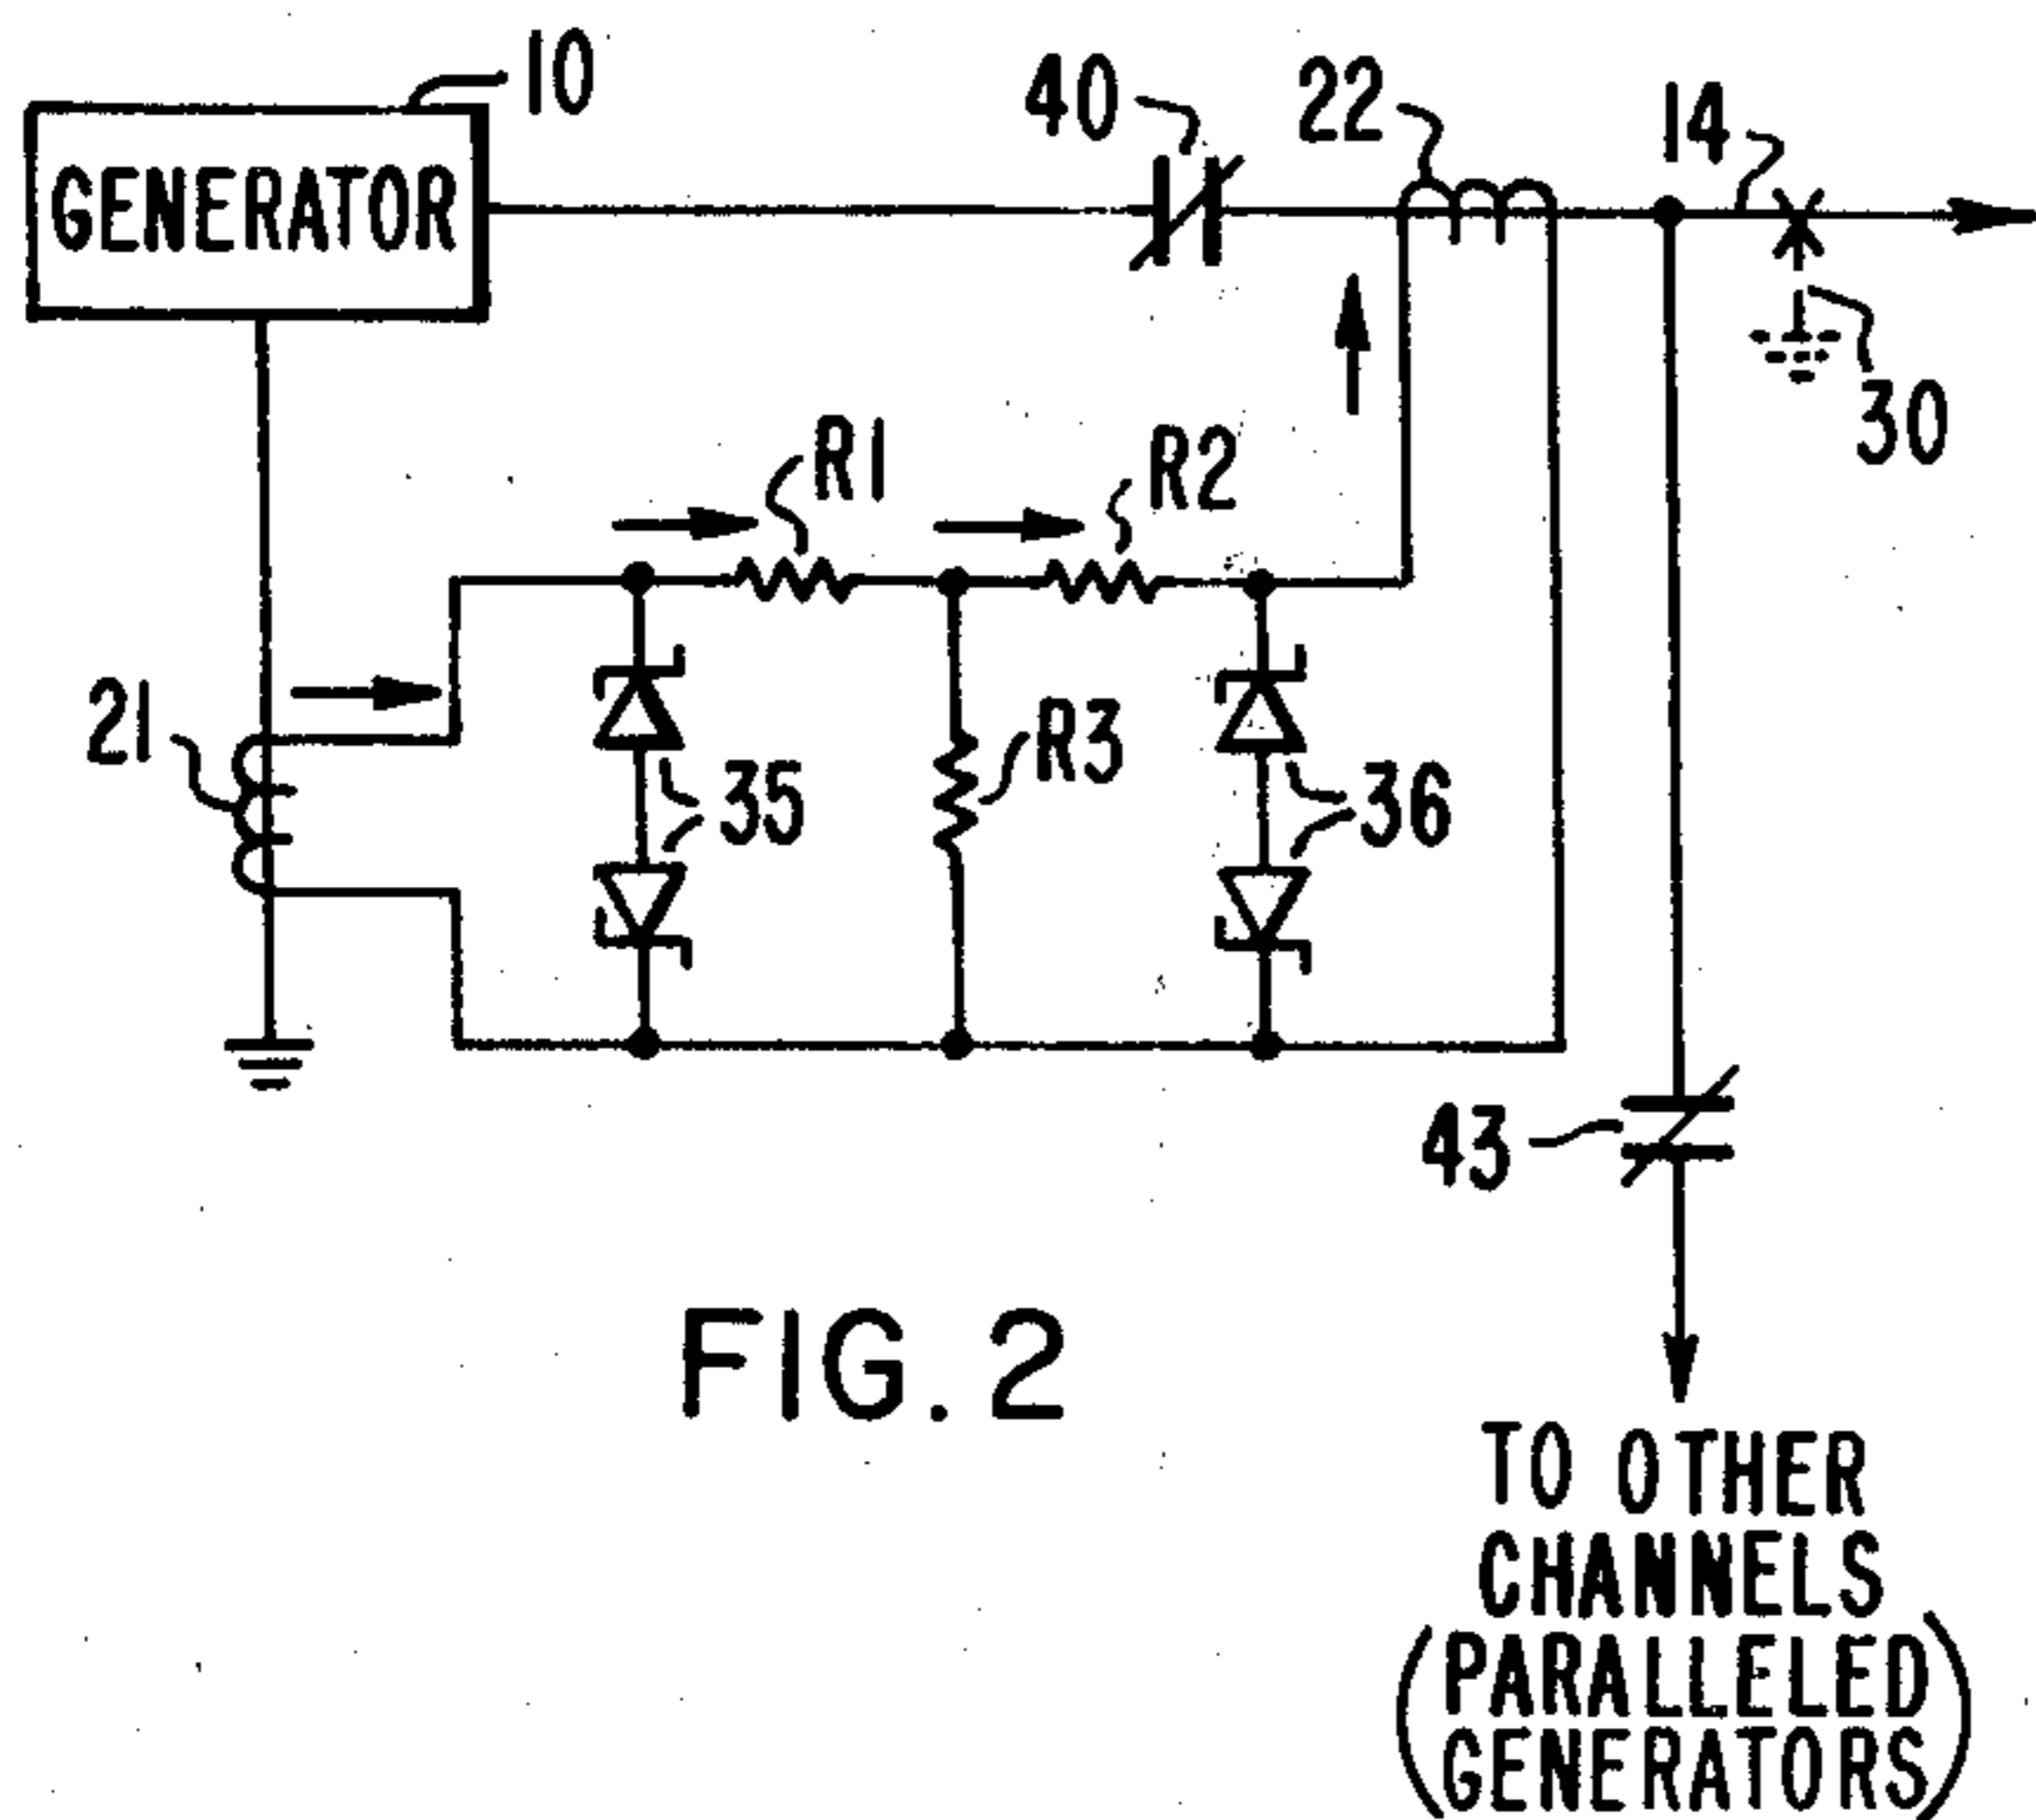 10
GENERATOR
40
22
14
30
R1
R2
21
35
R3
36
43
FIG. 2
TO OTHER
CHANNELS
(PARALLELED
GENERATORS)